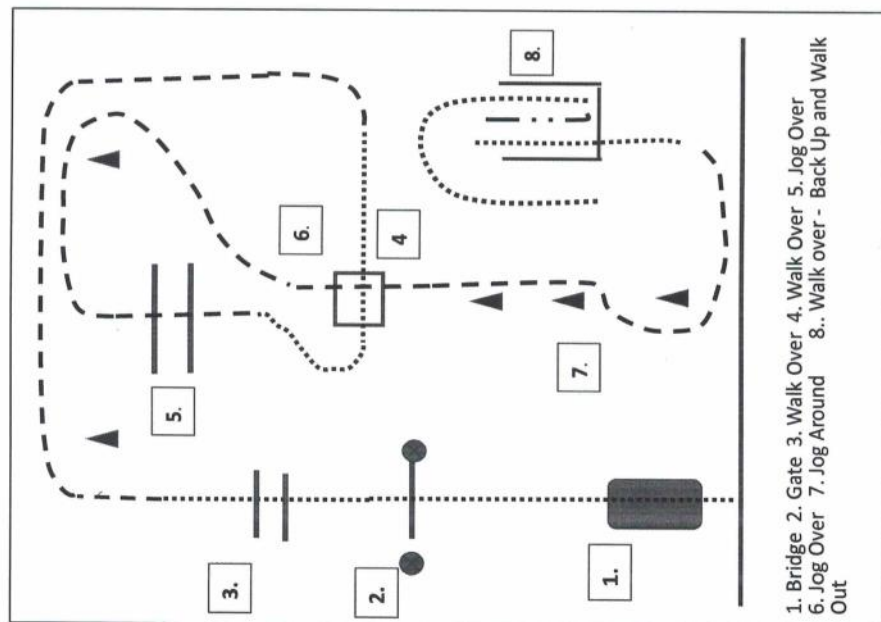 8.
6.
4
5.
7.
3.
2.
1.
1. Bridge 2. Gate 3. Walk Over 4. Walk Over 5. Jog Over
6. Jog Over 7. Jog Around 8.. Walk over - Back Up and Walk
Out